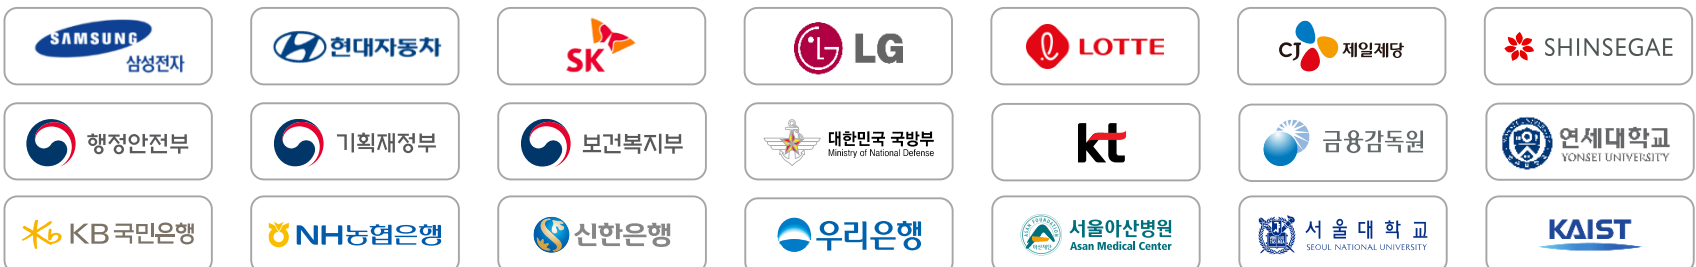 SAMSUNG
삼성전자
현대자동차
SK
LG
LOTTE
CJ 제일제당
SHINSEGAE
행정안전부
기획재정부
보건복지부
대한민국 국방부
Ministry of National Defense
kt
금융감독원
연세대학교
YONSEI UNIVERSITY
KB국민은행
NH농협은행
신한은행
우리은행
서울아산병원
Asan Medical Center
서울대학교
SEOUL NATIONAL UNIVERSITY
KAIST